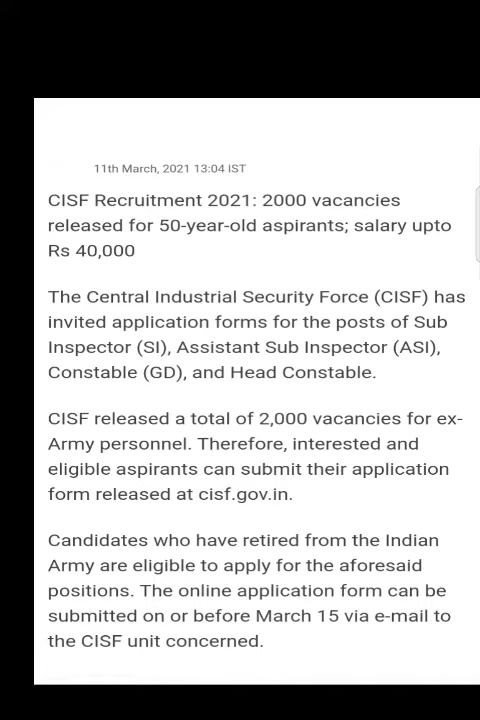 11th March, 2021 13:04 IST
CISF Recruitment 2021: 2000 vacancies
released for 50-year-old aspirants; salary upto
Rs 40,000
The Central Industrial Security Force (CISF) has
invited application forms for the posts of Sub
Inspector (SI), Assistant Sub Inspector (ASI),
Constable (GD), and Head Constable.
CISF released a total of 2,000 vacancies for ex-
Army personnel. Therefore, interested and
eligible aspirants can submit their application
form released at cisf.gov.in.
Candidates who have retired from the Indian
Army are eligible to apply for the aforesaid
positions. The online application form can be
submitted on or before March 15 via e-mail to
the CISF unit concerned.